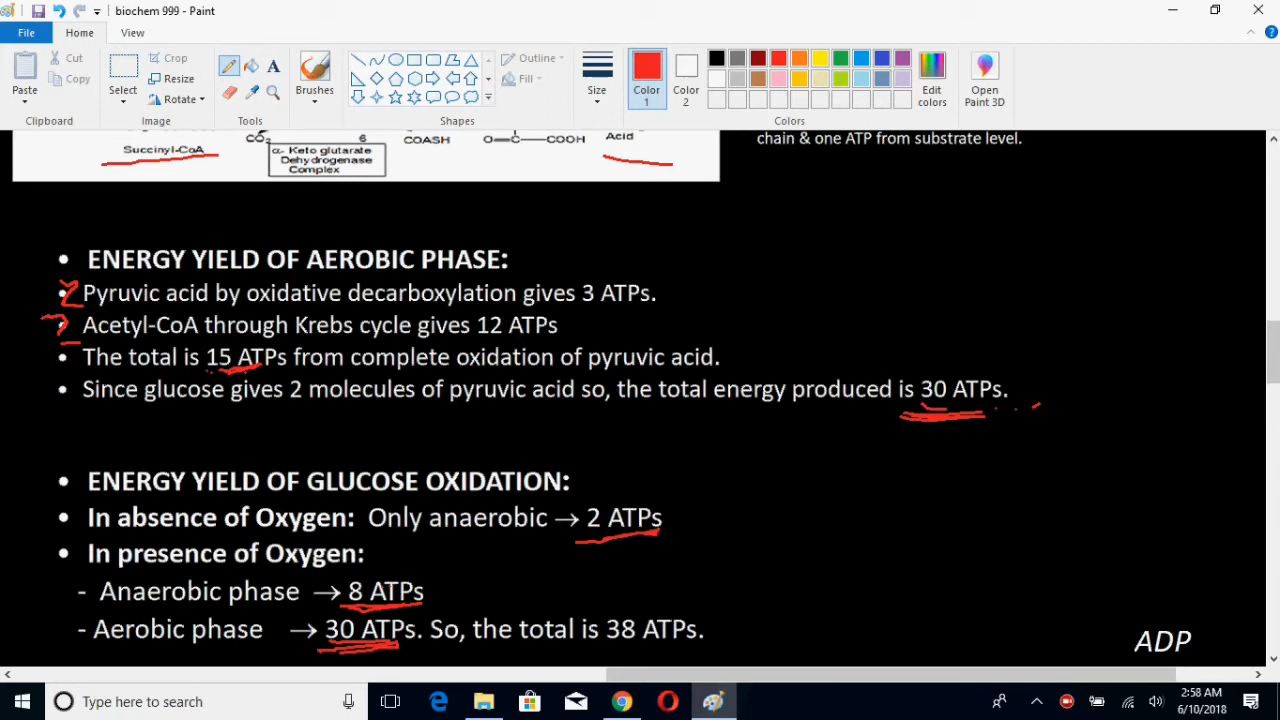 biochem 999 - Paint
File Home View
Paste Cut Copy Clipboard
Select Crop Resize Rotate Image
Tools
Brushes
Outline Fill Shapes
Size
Color 1 Color 2 Edit colors Colors
Open Paint 3D
CO₂ 6 COASH O C COOH Acid
Succinyl-CoA
α- Keto glutarate
Dehydrogenase
Complex
chain & one ATP from substrate level.
• ENERGY YIELD OF AEROBIC PHASE:
• Pyruvic acid by oxidative decarboxylation gives 3 ATPs.
• Acetyl-CoA through Krebs cycle gives 12 ATPs
• The total is 15 ATPs from complete oxidation of pyruvic acid.
• Since glucose gives 2 molecules of pyruvic acid so, the total energy produced is 30 ATPs.
• ENERGY YIELD OF GLUCOSE OXIDATION:
• In absence of Oxygen: Only anaerobic → 2 ATPs
• In presence of Oxygen:
- Anaerobic phase → 8 ATPs
- Aerobic phase → 30 ATPs. So, the total is 38 ATPs.
ADP
Type here to search
2:58 AM
6/10/2018